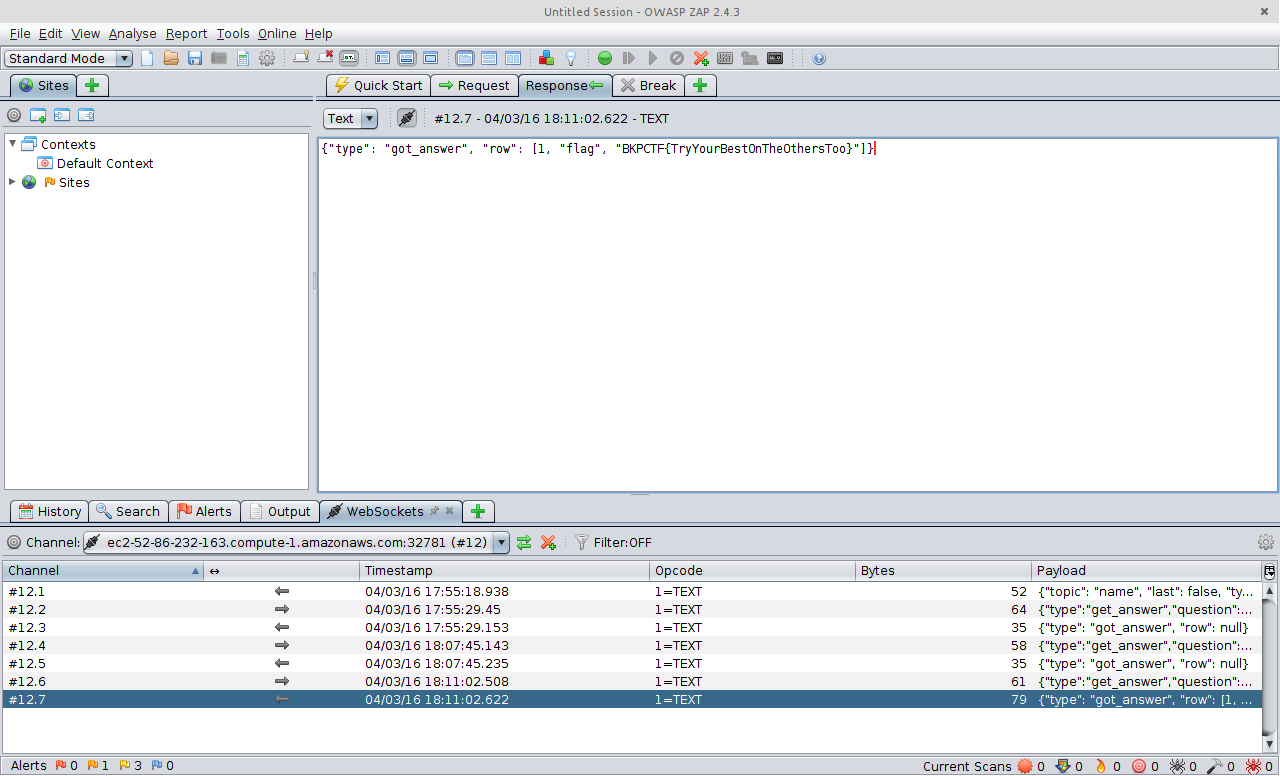 Untitled Session - OWASP ZAP 2.4.3
File Edit View Analyse Report Tools Online Help
Standard Mode
Sites
Quick Start Request Response Break
Text #12.7 - 04/03/16 18:11:02.622 - TEXT
Contexts
Default Context
Sites
{"type": "got_answer", "row": [1, "flag", "BKPCTF{TryYourBestOnTheOthersToo}"]}
History Search Alerts Output WebSockets
Channel: ec2-52-86-232-163.compute-1.amazonaws.com:32781 (#12) Filter:OFF
Channel Timestamp Opcode Bytes Payload
#12.1 04/03/16 17:55:18.938 1=TEXT 52 {"topic": "name", "last": false, "ty...
#12.2 04/03/16 17:55:29.45 1=TEXT 64 {"type":"get_answer","question":...
#12.3 04/03/16 17:55:29.153 1=TEXT 35 {"type": "got_answer", "row": null}
#12.4 04/03/16 18:07:45.143 1=TEXT 58 {"type":"get_answer","question":...
#12.5 04/03/16 18:07:45.235 1=TEXT 35 {"type": "got_answer", "row": null}
#12.6 04/03/16 18:11:02.508 1=TEXT 61 {"type":"get_answer","question":...
#12.7 04/03/16 18:11:02.622 1=TEXT 79 {"type": "got_answer", "row": [1, ...
Alerts 0 1 3 0 Current Scans 0 0 0 0 0 0 0